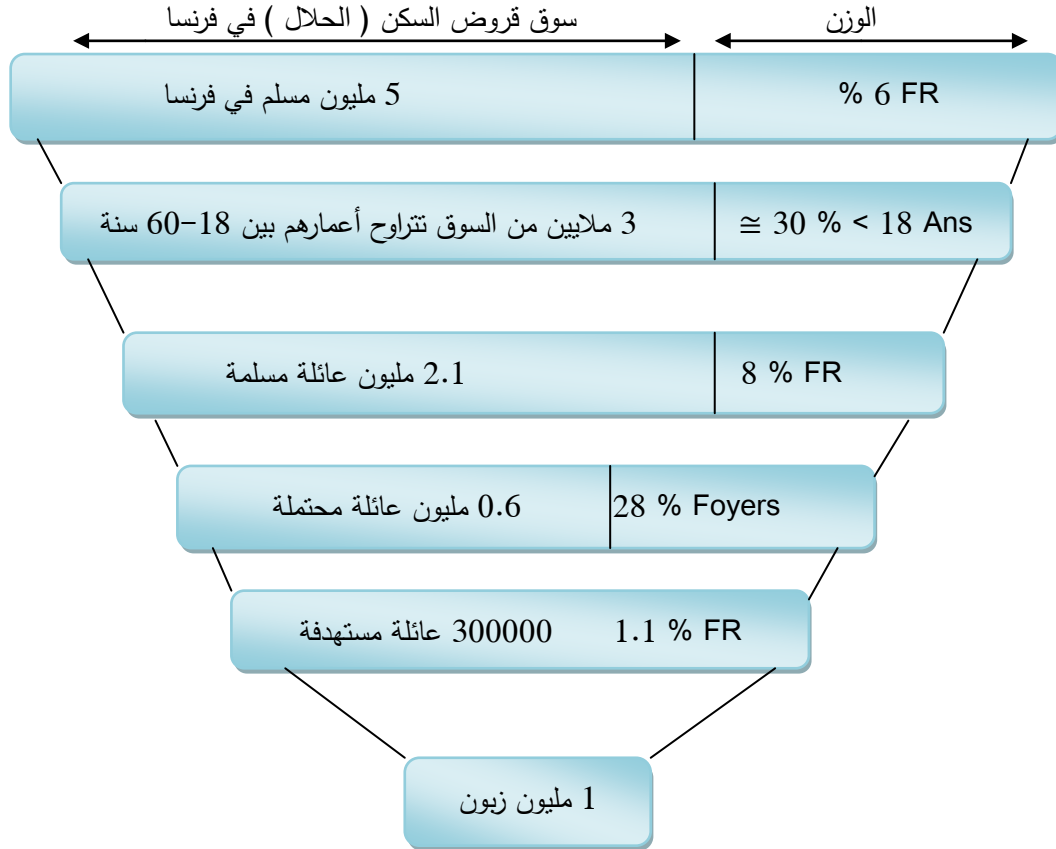 سوق قروض السكن ( الحلال ) في فرنسا
الوزن
5 مليون مسلم في فرنسا
% 6 FR
3 ملايين من السوق تتراوح أعمارهم بين 18-60 سنة
≅ 30 % < 18 Ans
2.1 مليون عائلة مسلمة
8 % FR
0.6 مليون عائلة محتملة
28 % Foyers
300000 عائلة مستهدفة
1.1 % FR
1 مليون زبون